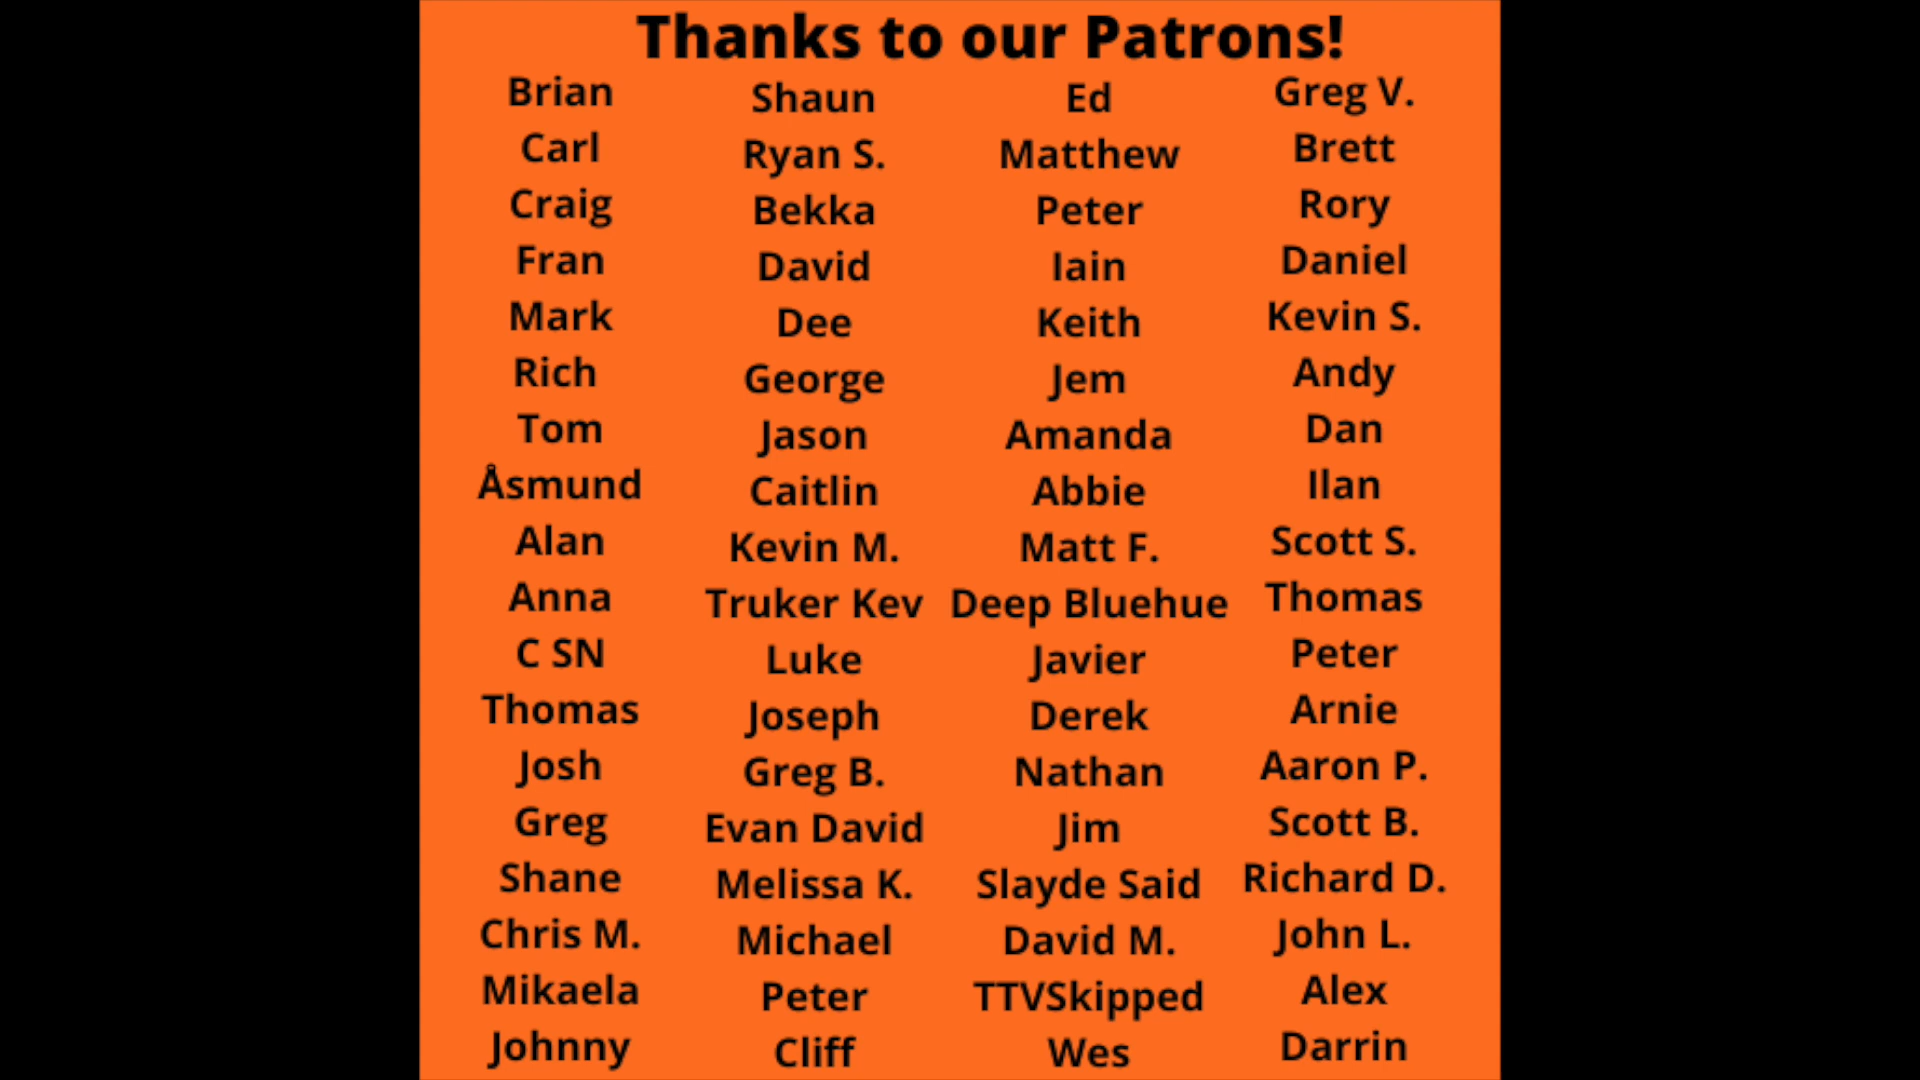 Thanks to our Patrons!
Brian
Carl
Craig
Fran
Mark
Rich
Tom
Åsmund
Alan
Anna
C SN
Thomas
Josh
Greg
Shane
Chris M.
Mikaela
Johnny
Shaun
Ryan S.
Bekka
David
Dee
George
Jason
Caitlin
Kevin M.
Truker Kev
Luke
Joseph
Greg B.
Evan David
Melissa K.
Michael
Peter
Cliff
Ed
Matthew
Peter
Iain
Keith
Jem
Amanda
Abbie
Matt F.
Deep Bluehue
Javier
Derek
Nathan
Jim
Slayde Said
David M.
TTVSkipped
Wes
Greg V.
Brett
Rory
Daniel
Kevin S.
Andy
Dan
Ilan
Scott S.
Thomas
Peter
Arnie
Aaron P.
Scott B.
Richard D.
John L.
Alex
Darrin